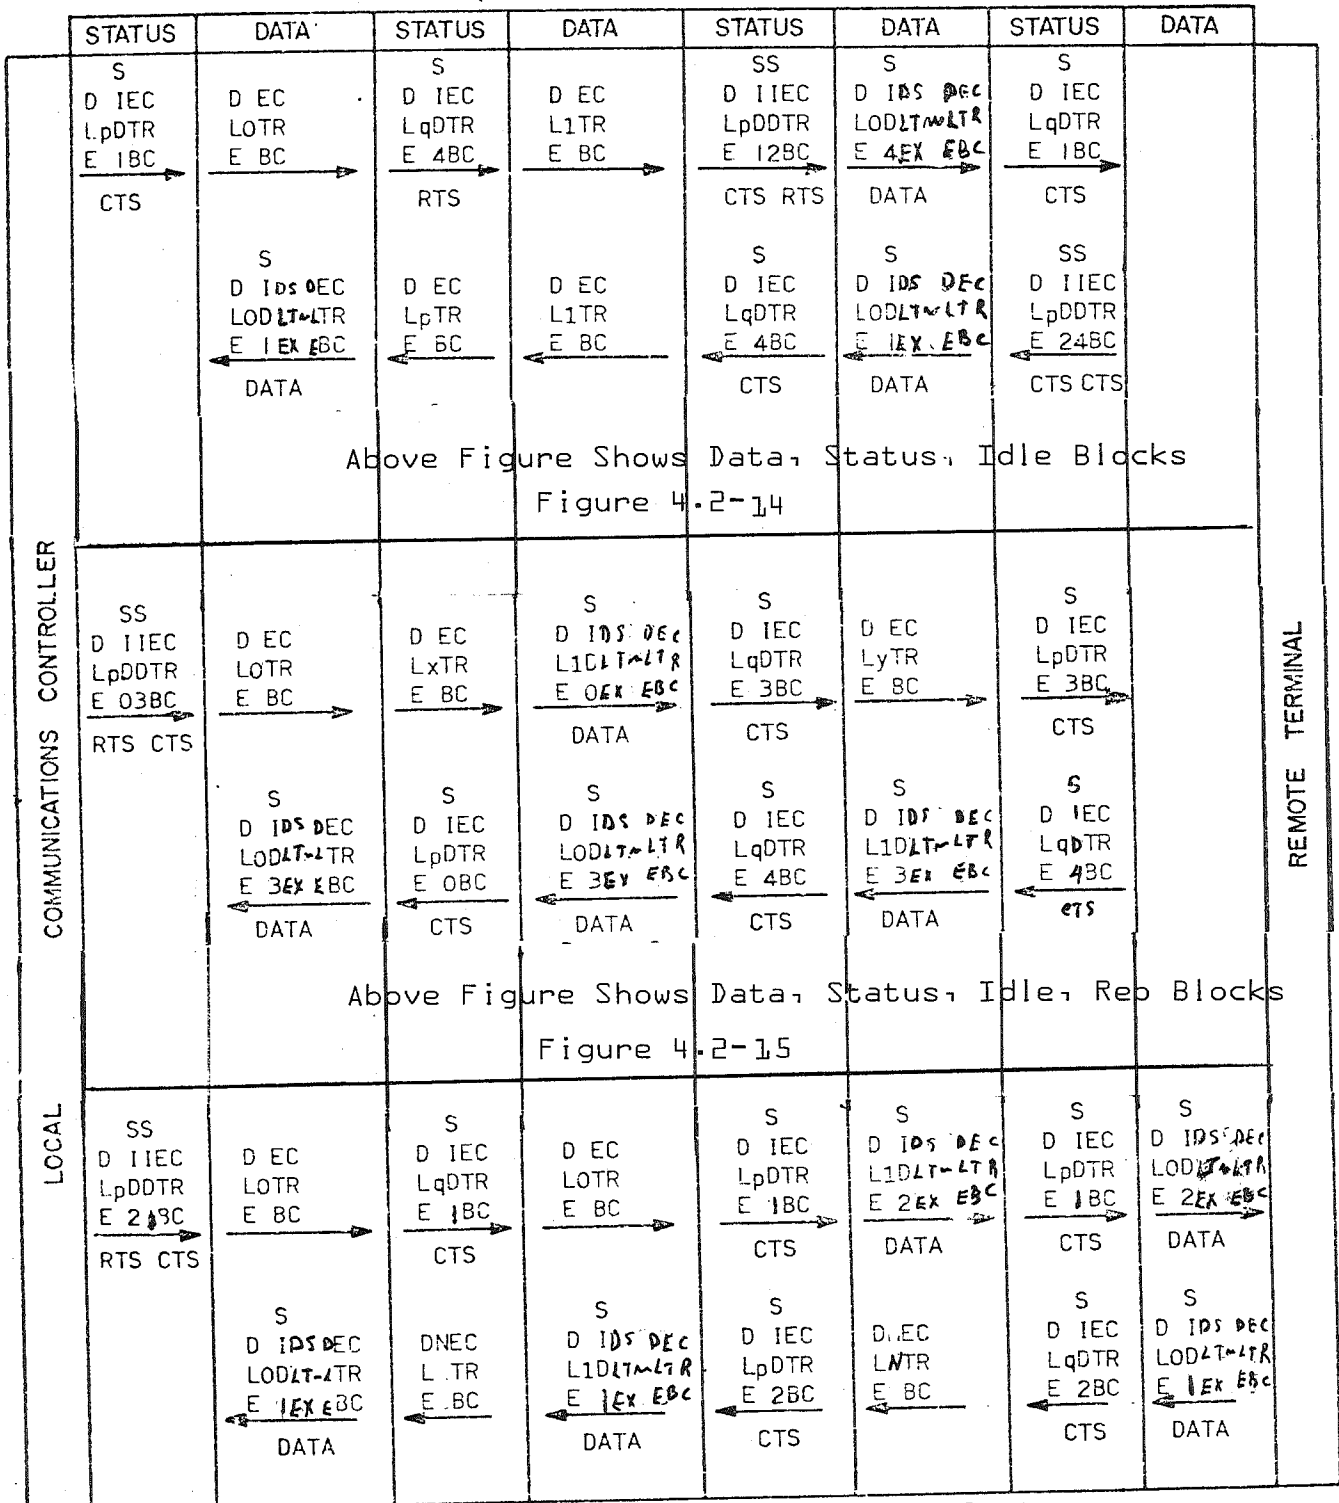 STATUS DATA STATUS DATA STATUS DATA STATUS DATA
S S SS S S
D IEC D EC D IEC D EC D IIEC D IDS DEC D IEC
LpDTR LOTR LqDTR L1TR LpDDTR LODLT~LTR LqDTR
E 1BC E BC E 4BC E BC E 12BC E 4EX EBC E 1BC
CTS RTS CTS RTS DATA CTS
S S S SS
D IDS DEC D EC D EC D IEC D IDS DEC D IIEC
LODLT~LTR LpTR L1TR LqDTR LODLT~LTR LpDDTR
E 1EX EBC E BC E BC E 4BC E 1EX EBC E 24BC
DATA CTS DATA CTS CTS
Above Figure Shows Data, Status, Idle Blocks
Figure 4.2-14
SS S S S
D IIEC D EC D EC D IDS DEC D IEC D EC D IEC
LpDDTR LOTR LxTR L1DLT~LTR LqDTR LyTR LpDTR
E 03BC E BC E BC E 0EX EBC E 3BC E BC E 3BC
RTS CTS DATA CTS CTS
S S S S S S
D IDS DEC D IEC D IDS DEC D IEC D IDS DEC D IEC
LODLT~LTR LpDTR LODLT~LTR LqDTR L1DLT~LTR LqDTR
E 3EX EBC E 0BC E 3EX EBC E 4BC E 3EX EBC E 4BC
DATA CTS DATA CTS DATA CTS
Above Figure Shows Data, Status, Idle, Rep Blocks
Figure 4.2-15
SS S S S S S
D IIEC D EC D IEC D EC D IEC D IDS DEC D IEC D IDS DEC
LpDDTR LOTR LqDTR LOTR LpDTR L1DLT~LTR LpDTR LODLT~LTR
E 21BC E BC E 1BC E BC E 1BC E 2EX EBC E 1BC E 2EX EBC
RTS CTS CTS CTS DATA CTS DATA
S S S S S
D IDS DEC DNEC D IDS DEC D IEC D EC D IEC D IDS DEC
LODLT-LTR L TR L1DLT~LTR LpDTR LNTR LqDTR LODLT~LTR
E 1EX EBC E BC E 1EX EBC E 2BC E BC E 2BC E 1EX EBC
DATA DATA CTS CTS DATA
LOCAL COMMUNICATIONS CONTROLLER
REMOTE TERMINAL